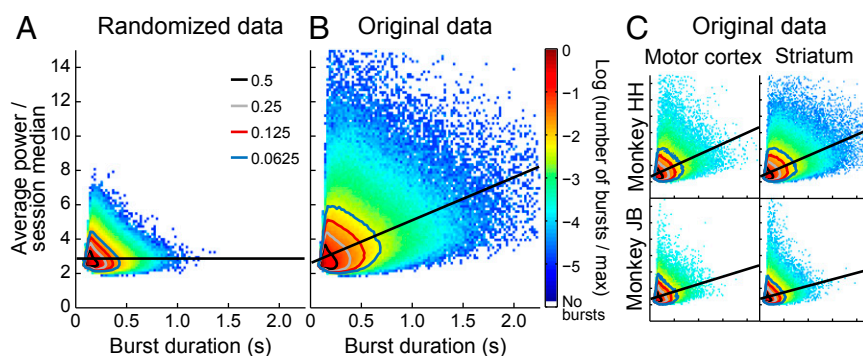 A Randomized data
B Original data
C Original data
Motor cortex Striatum
Monkey HH
Monkey JB
Average power /
session median
14
12
10
8
6
4
2
0
0.5
0.25
0.125
0.0625
0 0.5 1.0 1.5 2.0
Burst duration (s)
0 0.5 1.0 1.5 2.0
Burst duration (s)
0
−1
−2
−3
−4
−5
No
bursts
Log (number of bursts / max)